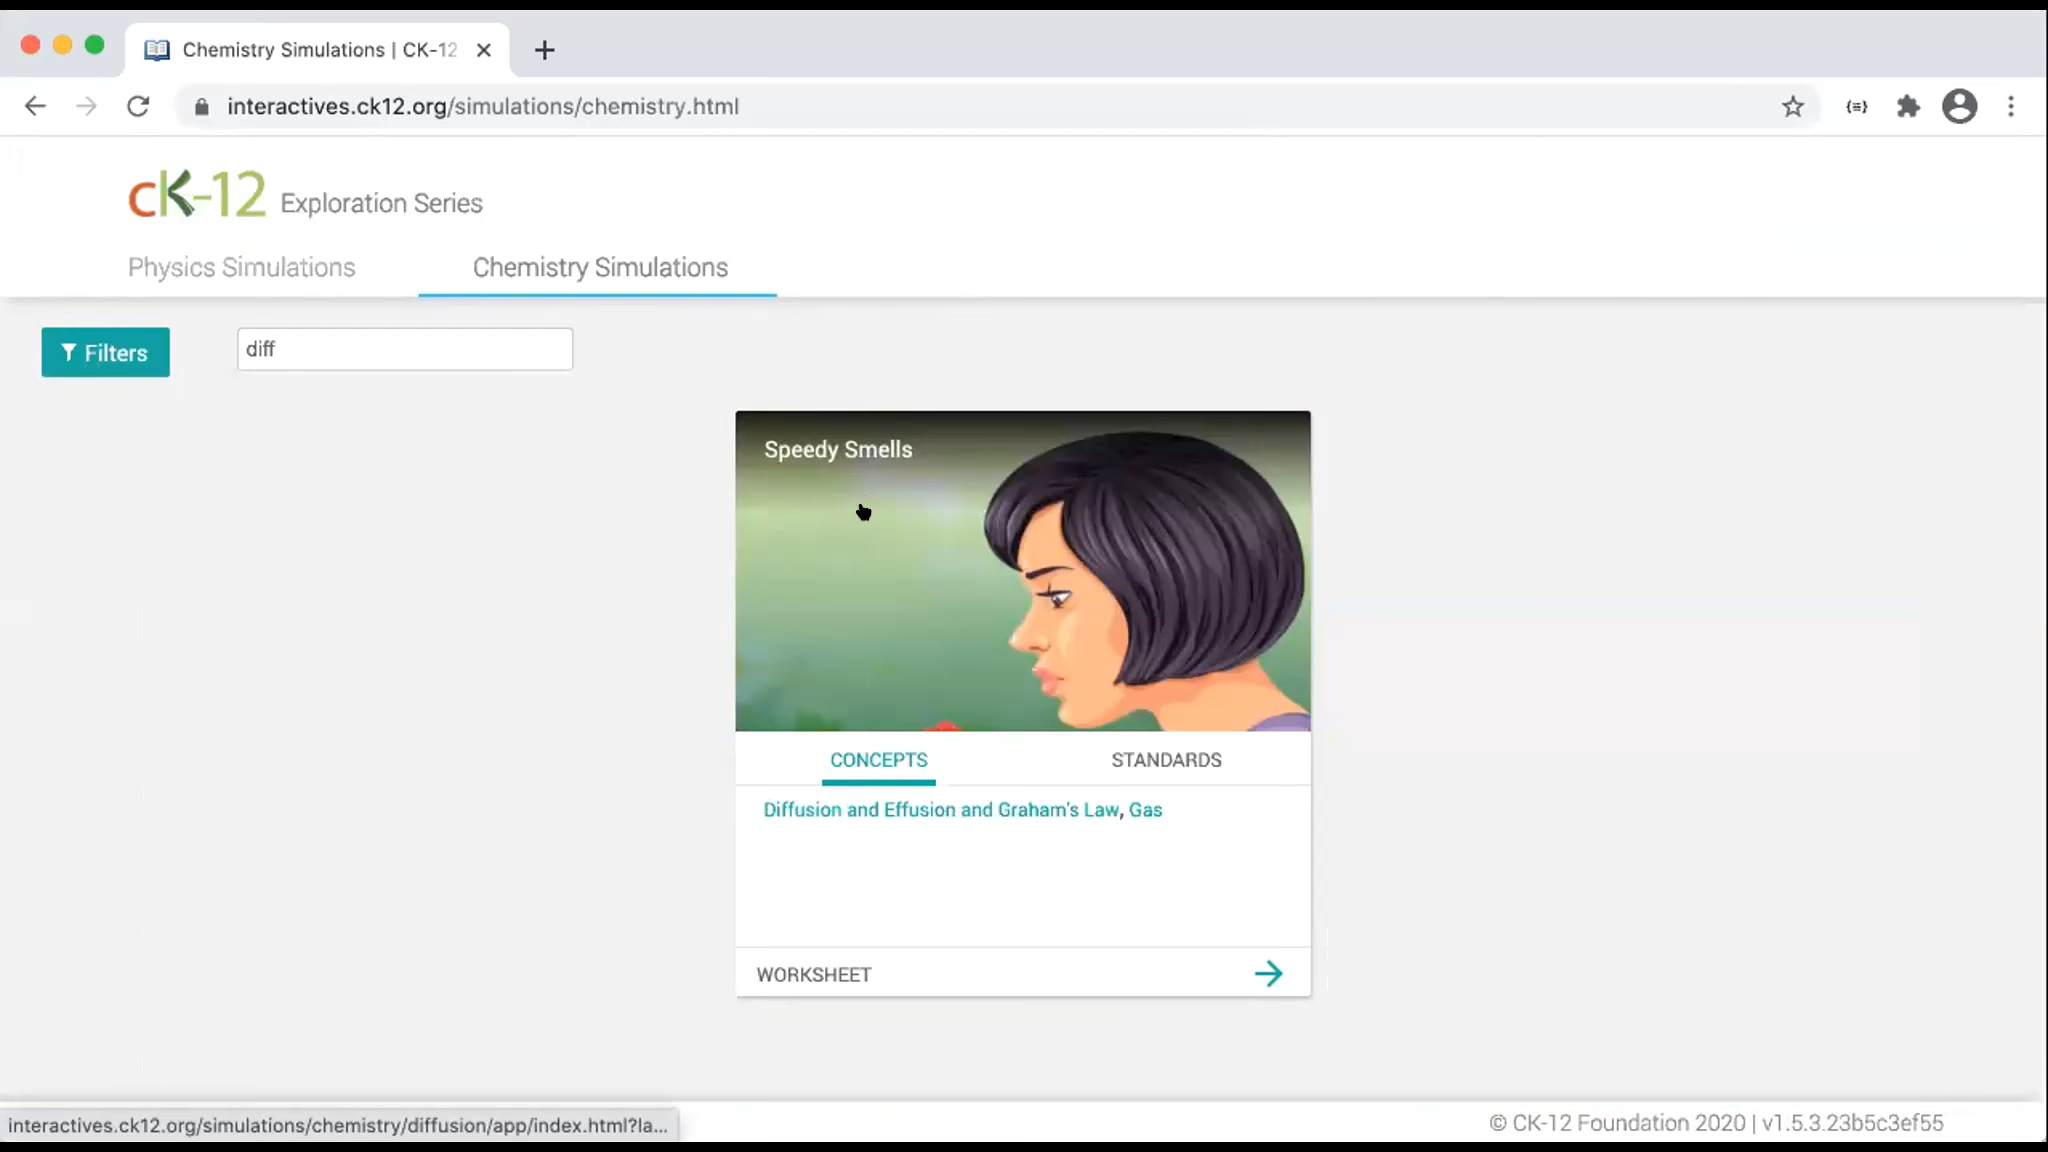 Chemistry Simulations | CK-12
interactives.ck12.org/simulations/chemistry.html
cK-12 Exploration Series
Physics Simulations Chemistry Simulations
Filters diff
Speedy Smells
CONCEPTS STANDARDS
Diffusion and Effusion and Graham's Law, Gas
WORKSHEET
interactives.ck12.org/simulations/chemistry/diffusion/app/index.html?la...
© CK-12 Foundation 2020 | v1.5.3.23b5c3ef55